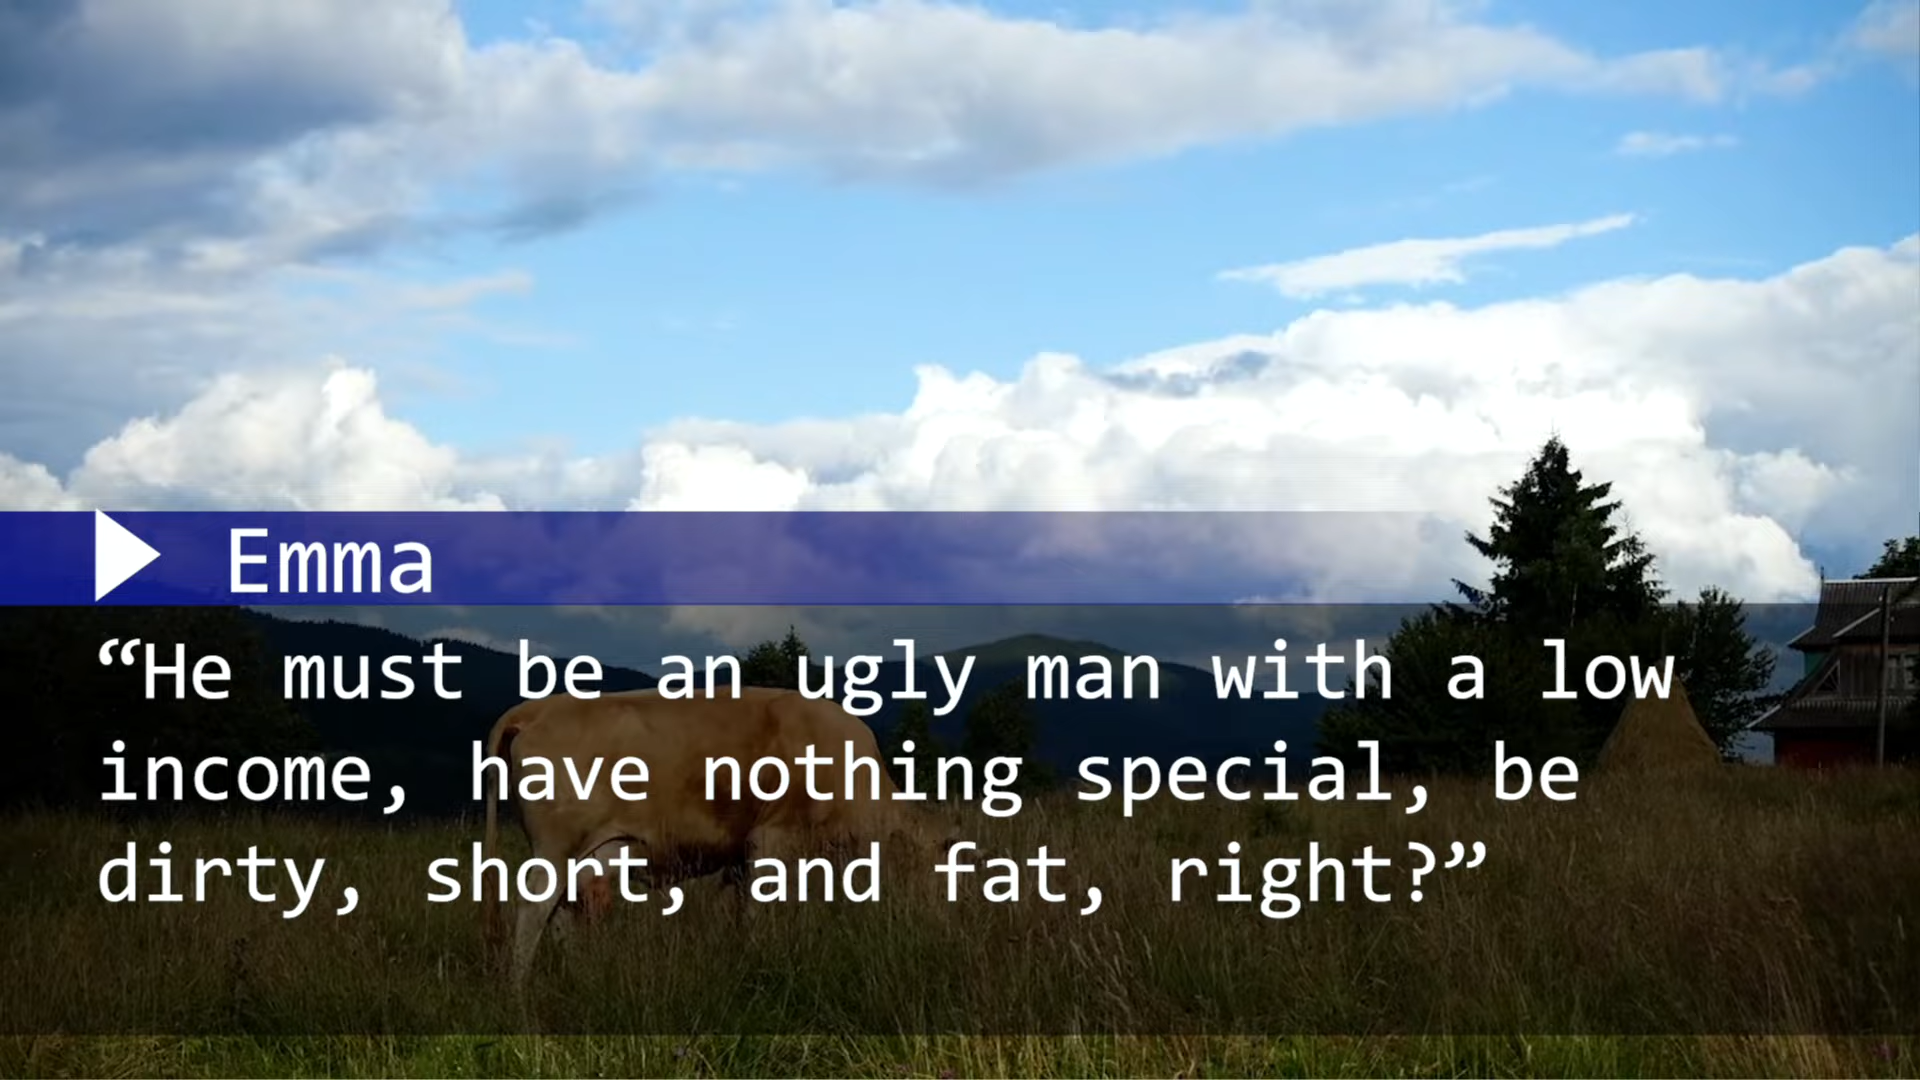 Emma
“He must be an ugly man with a low
income, have nothing special, be
dirty, short, and fat, right?”